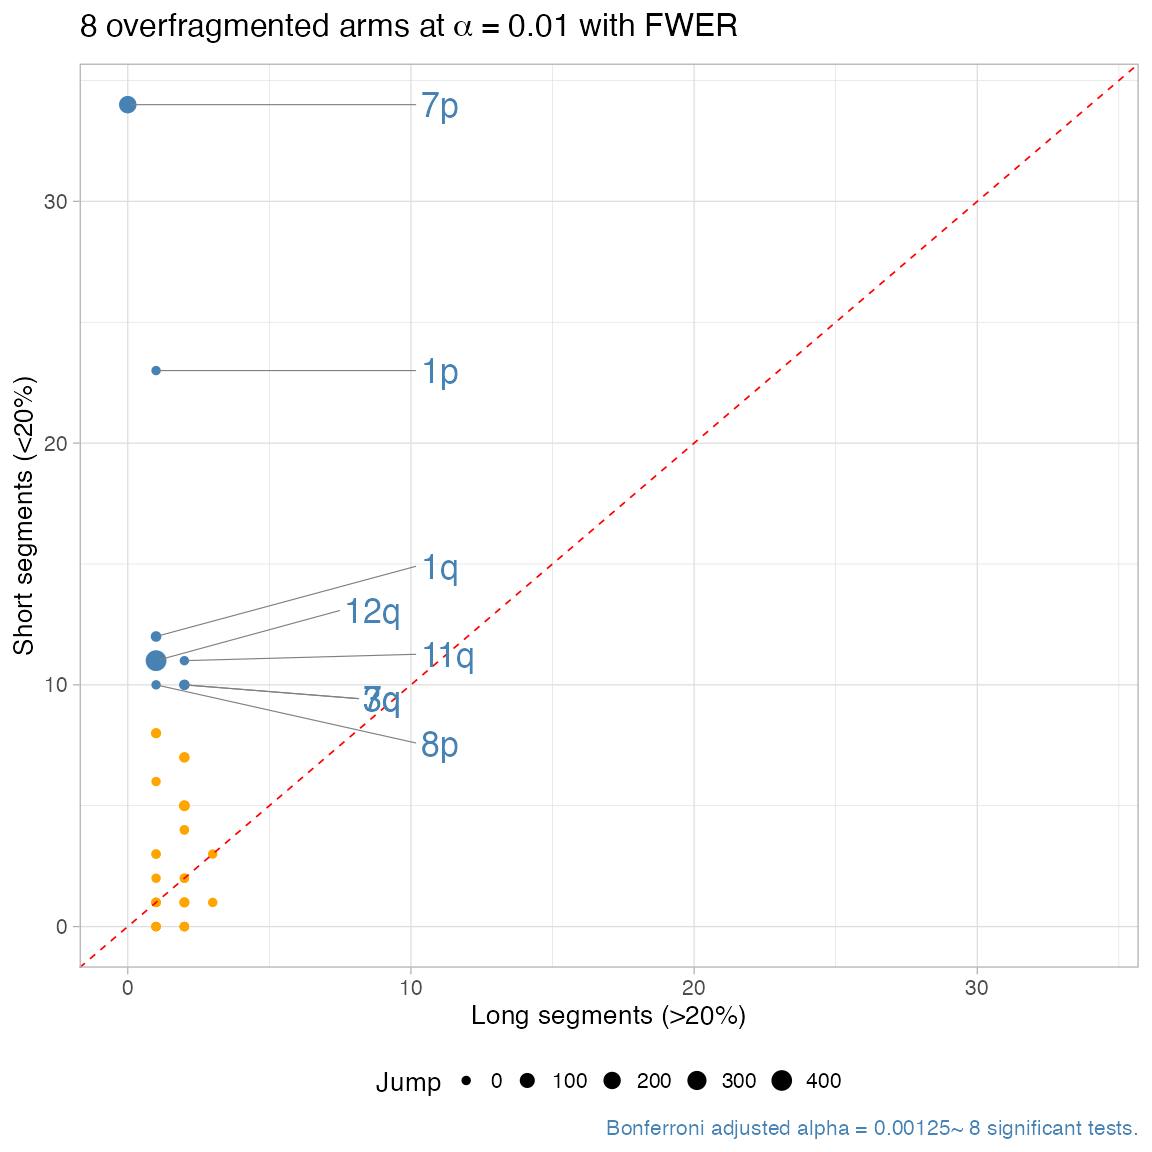 8 overfragmented arms at α = 0.01 with FWER
7p
30
1p
Short segments (<20%)
20
1q
12q
11q
10
3q
8p
0
0 10 20 30
Long segments (>20%)
Jump 0 100 200 300 400
Bonferroni adjusted alpha = 0.00125~ 8 significant tests.